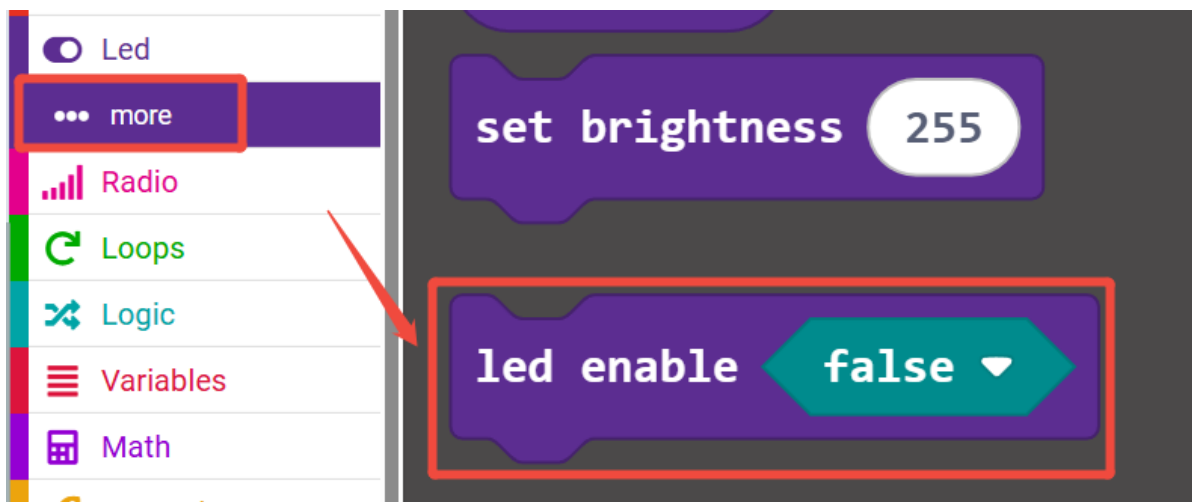 Led
more
Radio
Loops
Logic
Variables
Math
set brightness 255
led enable false